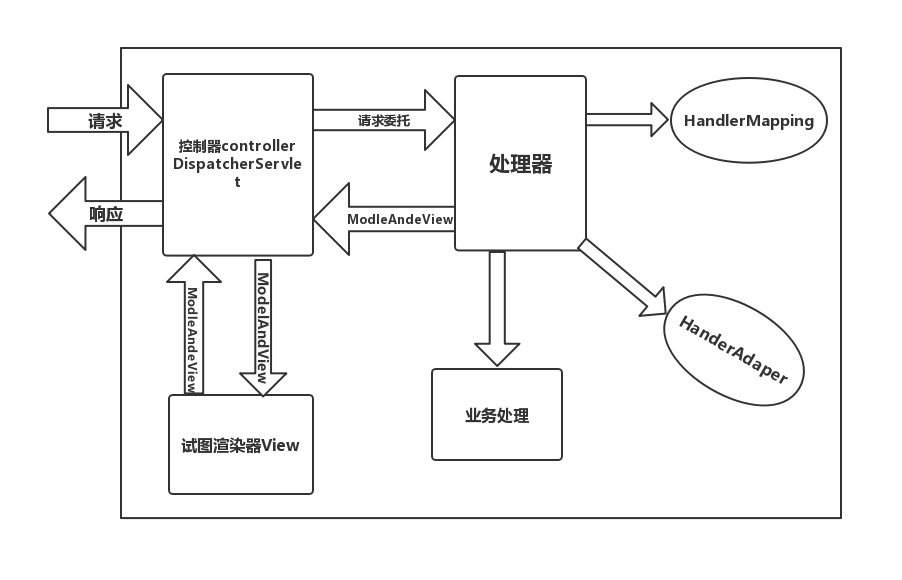 请求
控制器controller
DispatcherServle
t
请求委托
处理器
HandlerMapping
响应
ModleAndeView
ModleAndeView
ModelAndView
HanderAdaper
试图渲染器View
业务处理